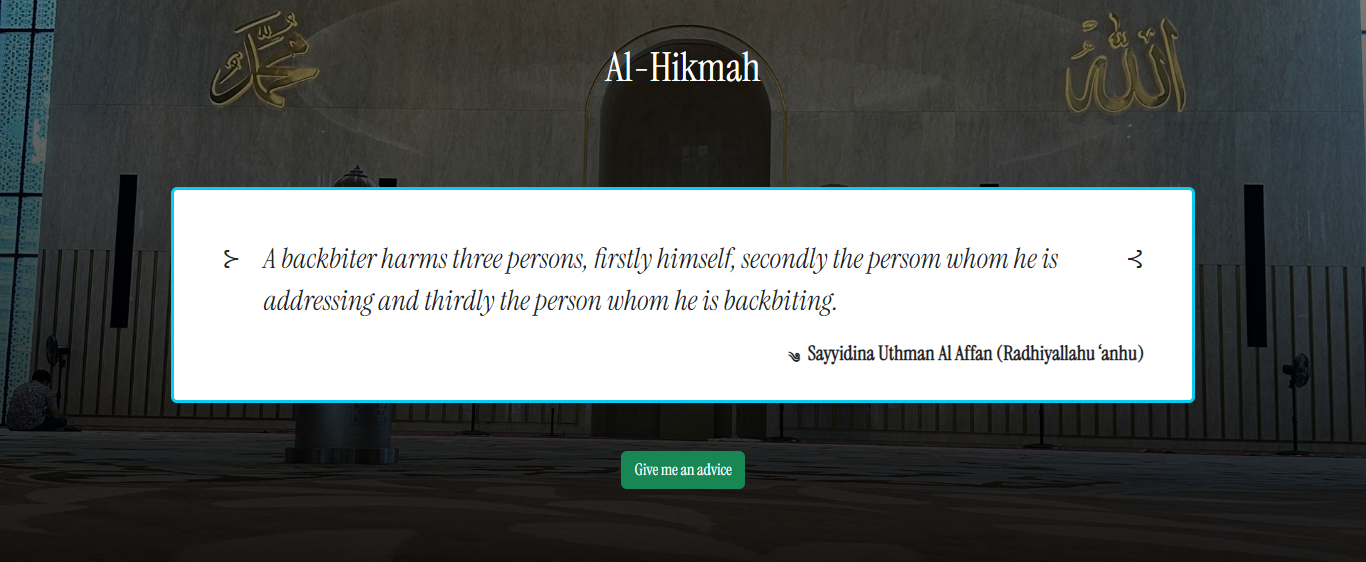 محمد
Al-Hikmah
الله
A backbiter harms three persons, firstly himself, secondly the persom whom he is
addressing and thirdly the person whom he is backbiting.
Sayyidina Uthman Al Affan (Radhiyallahu ‘anhu)
Give me an advice